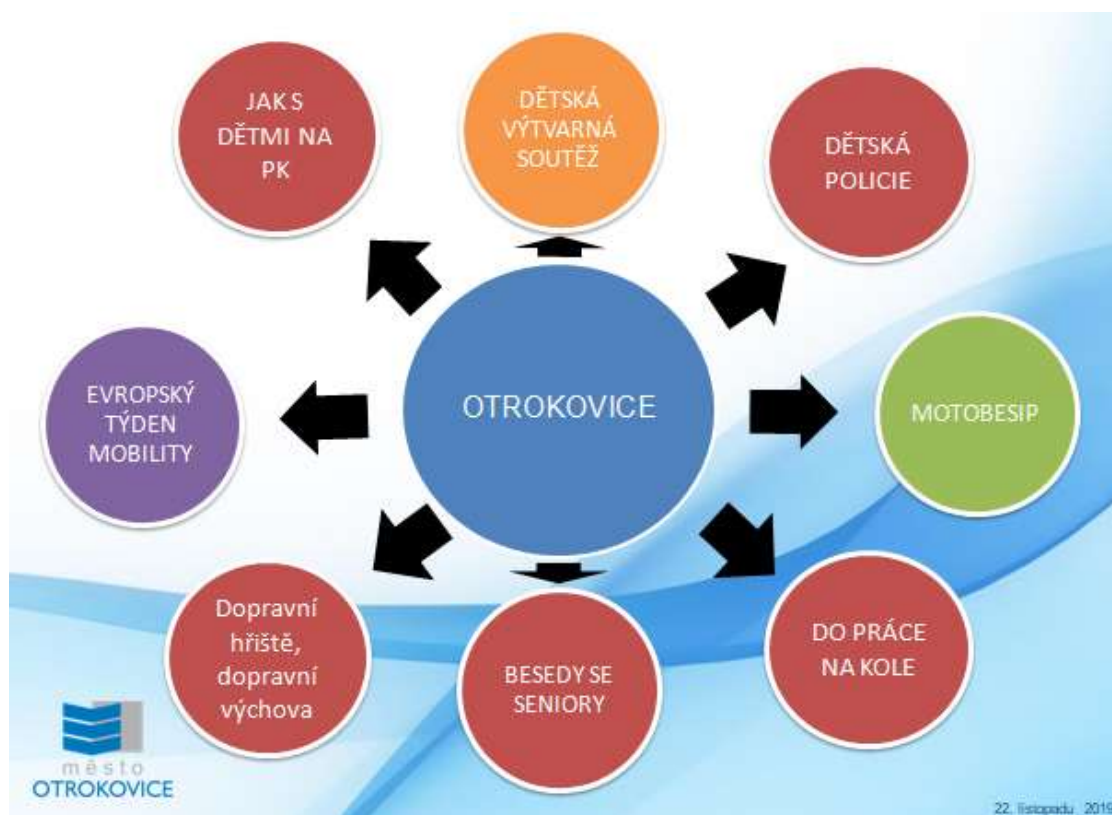 JAK S
DĚTMI NA
PK
DĚTSKÁ
VÝTVARNÁ
SOUTĚŽ
DĚTSKÁ
POLICIE
EVROPSKÝ
TÝDEN
MOBILITY
OTROKOVICE
MOTOBESIP
Dopravní
hřiště,
dopravní
výchova
BESEDY SE
SENIORY
DO PRÁCE
NA KOLE
město
OTROKOVICE
22. listopadu 2019